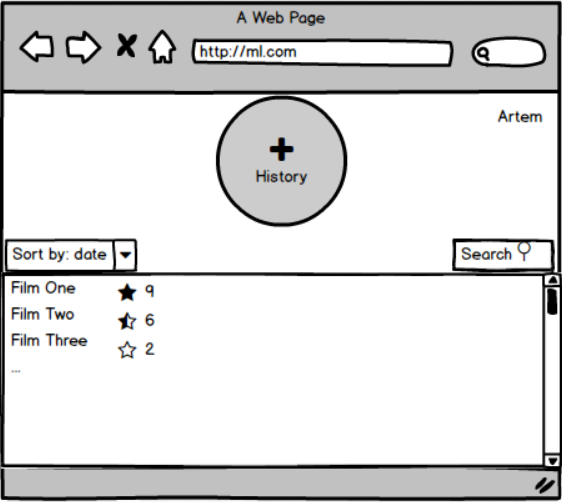 A Web Page
http://ml.com
Artem
History
Sort by: date
Search
Film One 9
Film Two 6
Film Three 2
...